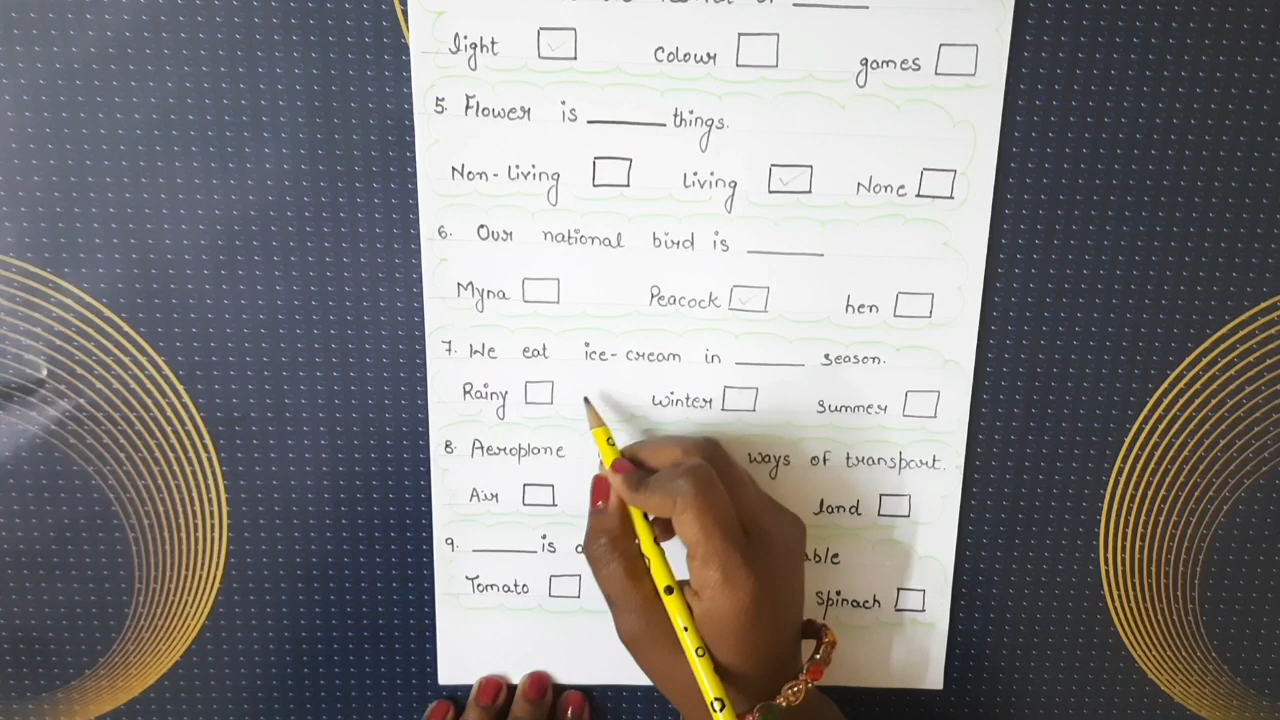 of ______
light colour games
5. Flower is ______ things.
Non-Living Living None
6. Our national bird is ______
Myna Peacock hen
7. We eat ice-cream in ______ season.
Rainy winter summer
8. Aeroplane ways of transport.
Air land
9. ______ is
Tomato Spinach